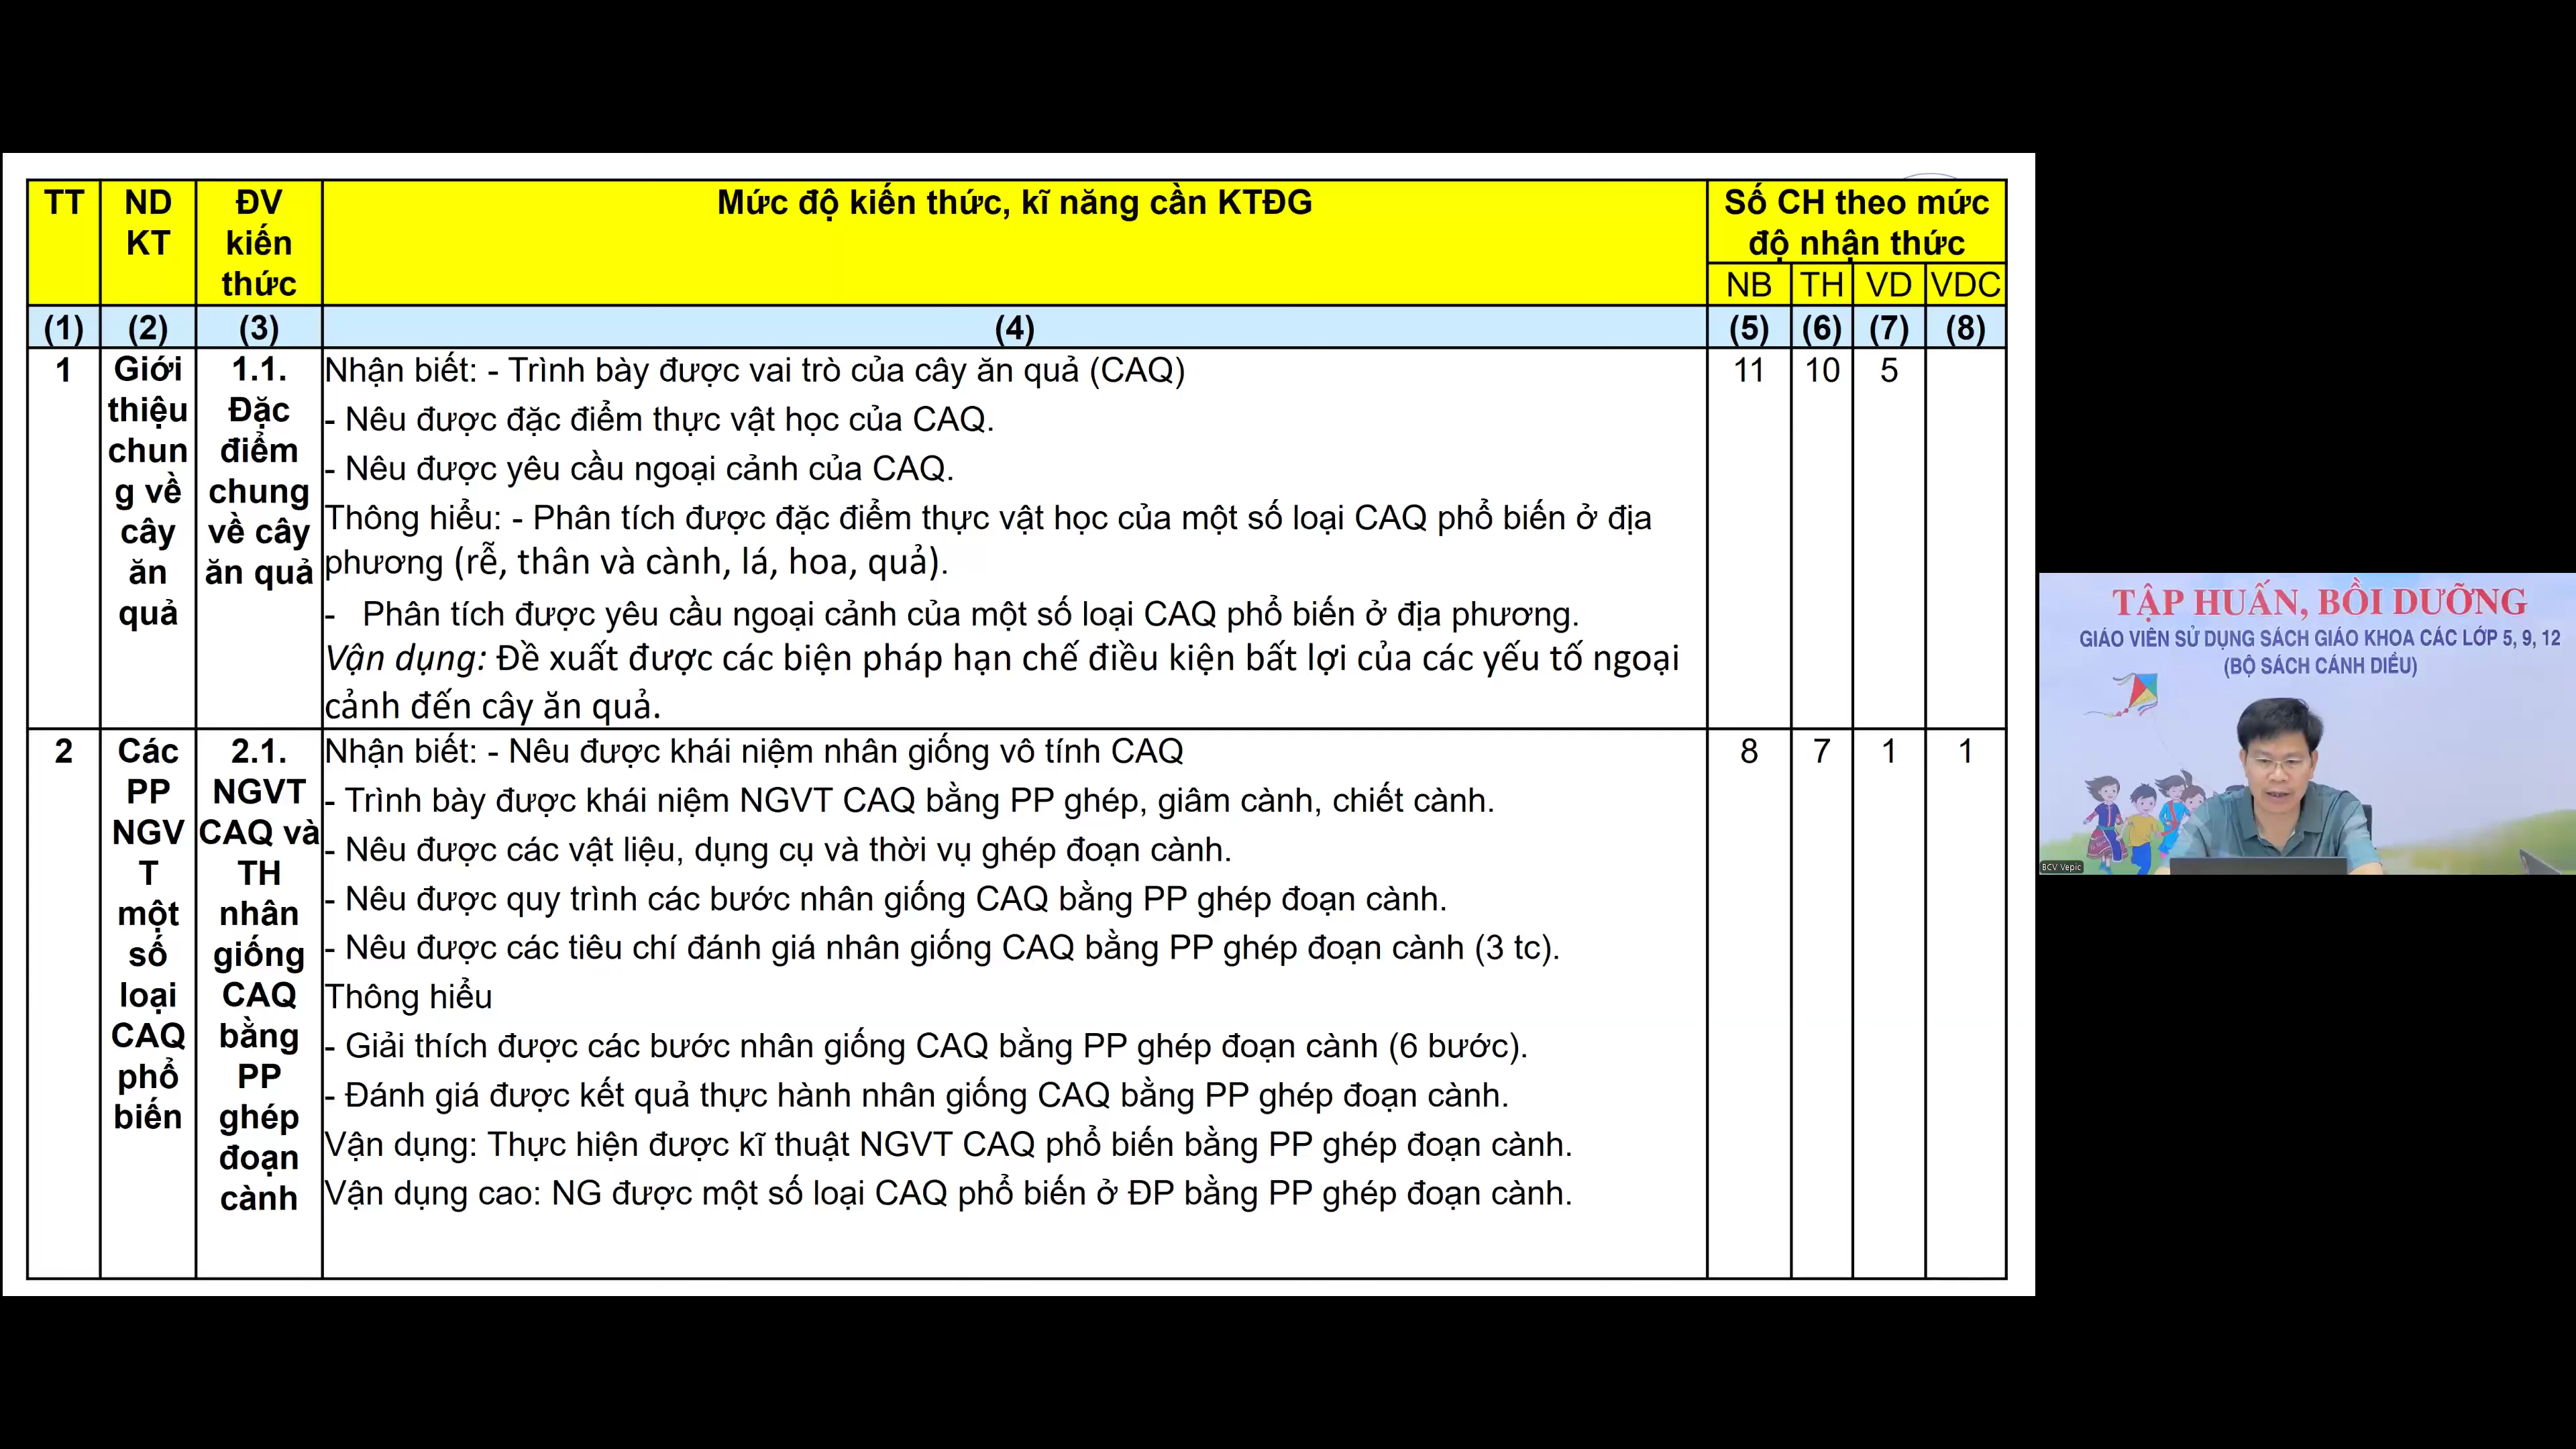 TT
ND
KT
ĐV
kiến
thức
Mức độ kiến thức, kĩ năng cần KTĐG
Số CH theo mức
độ nhận thức
NB TH VD VDC
(1) (2) (3) (4) (5) (6) (7) (8)
1
Giới
thiệu
chun
g về
cây
ăn
quả
1.1.
Đặc
điểm
chung
về cây
ăn quả
Nhận biết: - Trình bày được vai trò của cây ăn quả (CAQ)
- Nêu được đặc điểm thực vật học của CAQ.
- Nêu được yêu cầu ngoại cảnh của CAQ.
Thông hiểu: - Phân tích được đặc điểm thực vật học của một số loại CAQ phổ biến ở địa
phương (rễ, thân và cành, lá, hoa, quả).
- Phân tích được yêu cầu ngoại cảnh của một số loại CAQ phổ biến ở địa phương.
Vận dụng: Đề xuất được các biện pháp hạn chế điều kiện bất lợi của các yếu tố ngoại
cảnh đến cây ăn quả.
11 10 5
2
Các
PP
NGV
T
một
số
loại
CAQ
phổ
biến
2.1.
NGVT
CAQ và
TH
nhân
giống
CAQ
bằng
PP
ghép
đoạn
cành
Nhận biết: - Nêu được khái niệm nhân giống vô tính CAQ
- Trình bày được khái niệm NGVT CAQ bằng PP ghép, giâm cành, chiết cành.
- Nêu được các vật liệu, dụng cụ và thời vụ ghép đoạn cành.
- Nêu được quy trình các bước nhân giống CAQ bằng PP ghép đoạn cành.
- Nêu được các tiêu chí đánh giá nhân giống CAQ bằng PP ghép đoạn cành (3 tc).
Thông hiểu
- Giải thích được các bước nhân giống CAQ bằng PP ghép đoạn cành (6 bước).
- Đánh giá được kết quả thực hành nhân giống CAQ bằng PP ghép đoạn cành.
Vận dụng: Thực hiện được kĩ thuật NGVT CAQ phổ biến bằng PP ghép đoạn cành.
Vận dụng cao: NG được một số loại CAQ phổ biến ở ĐP bằng PP ghép đoạn cành.
8 7 1 1
TẬP HUẤN, BỒI DƯỠNG
GIÁO VIÊN SỬ DỤNG SÁCH GIÁO KHOA CÁC LỚP 5, 9, 12
(BỘ SÁCH CÁNH DIỀU)
BCV Vepic